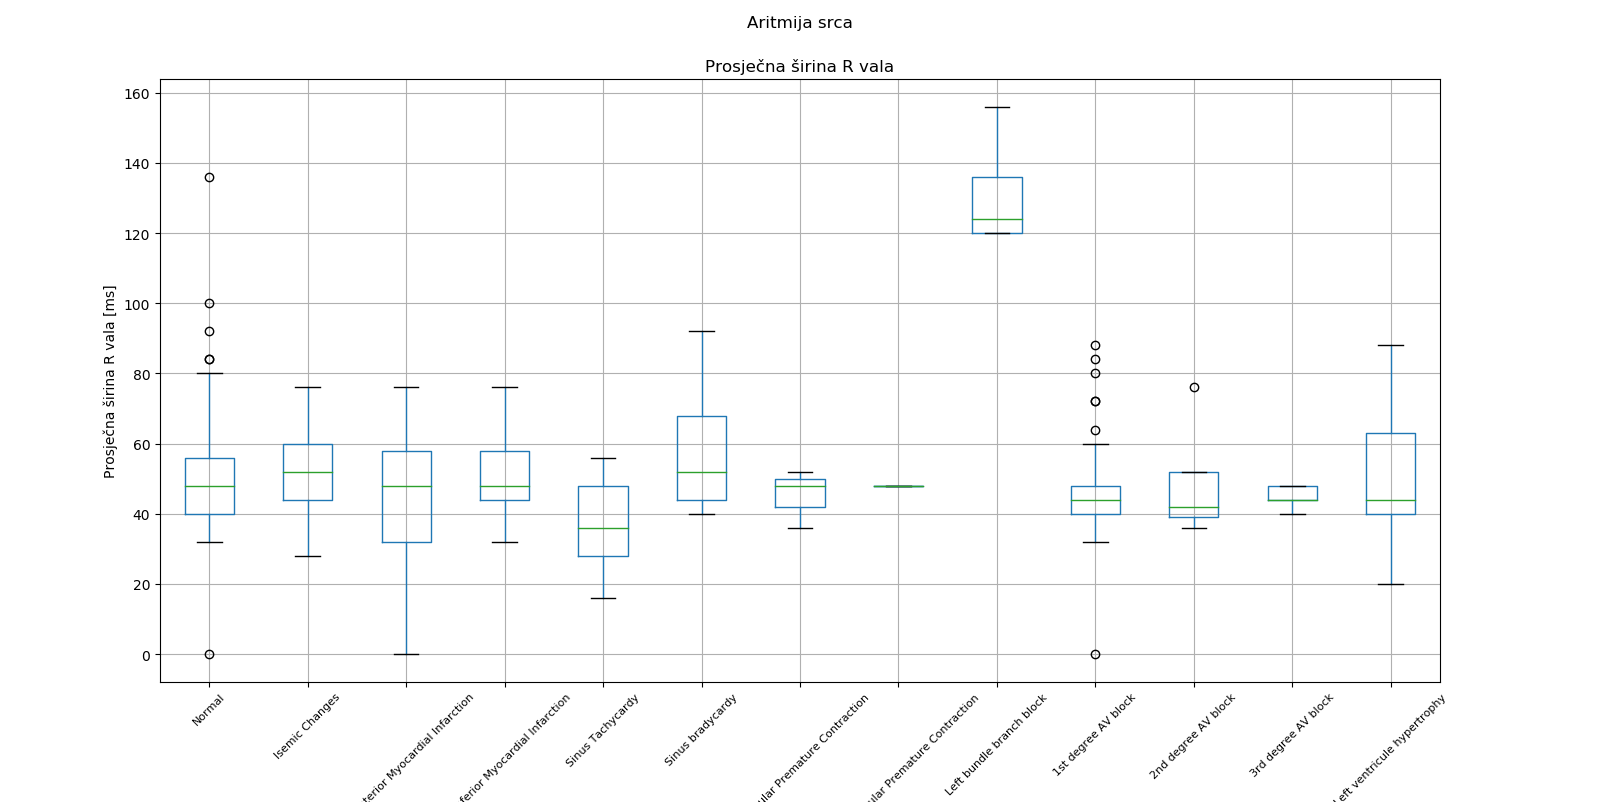 Aritmija srca
Prosječna širina R vala
Prosječna širina R vala [ms]
160
140
120
100
80
60
40
20
0
Normal
Isemic Changes
terior Myocardial Infarction
ferior Myocardial Infarction
Sinus Tachycardy
Sinus bradycardy
ular Premature Contraction
ular Premature Contraction
Left bundle branch block
1st degree AV block
2nd degree AV block
3rd degree AV block
Left ventricule hypertrophy